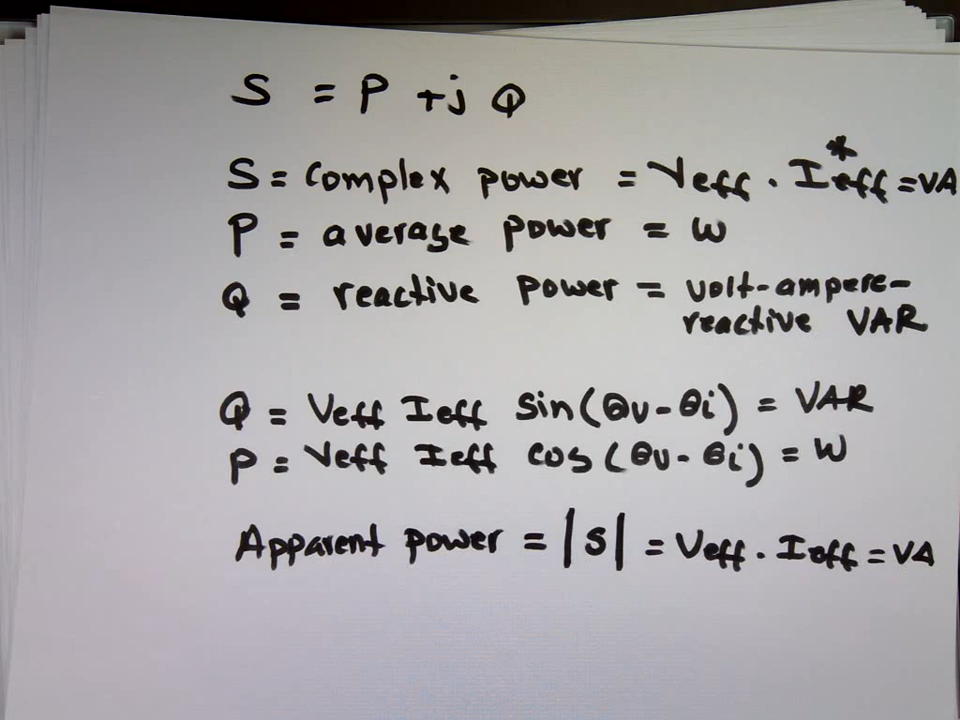 S = P + j Q
S = complex power = Veff · I*eff = VA
P = average power = W
Q = reactive power = volt-ampere-
reactive VAR
Q = Veff Ieff sin(θv - θi) = VAR
P = Veff Ieff cos(θv - θi) = W
Apparent power = |S| = Veff · Ieff = VA